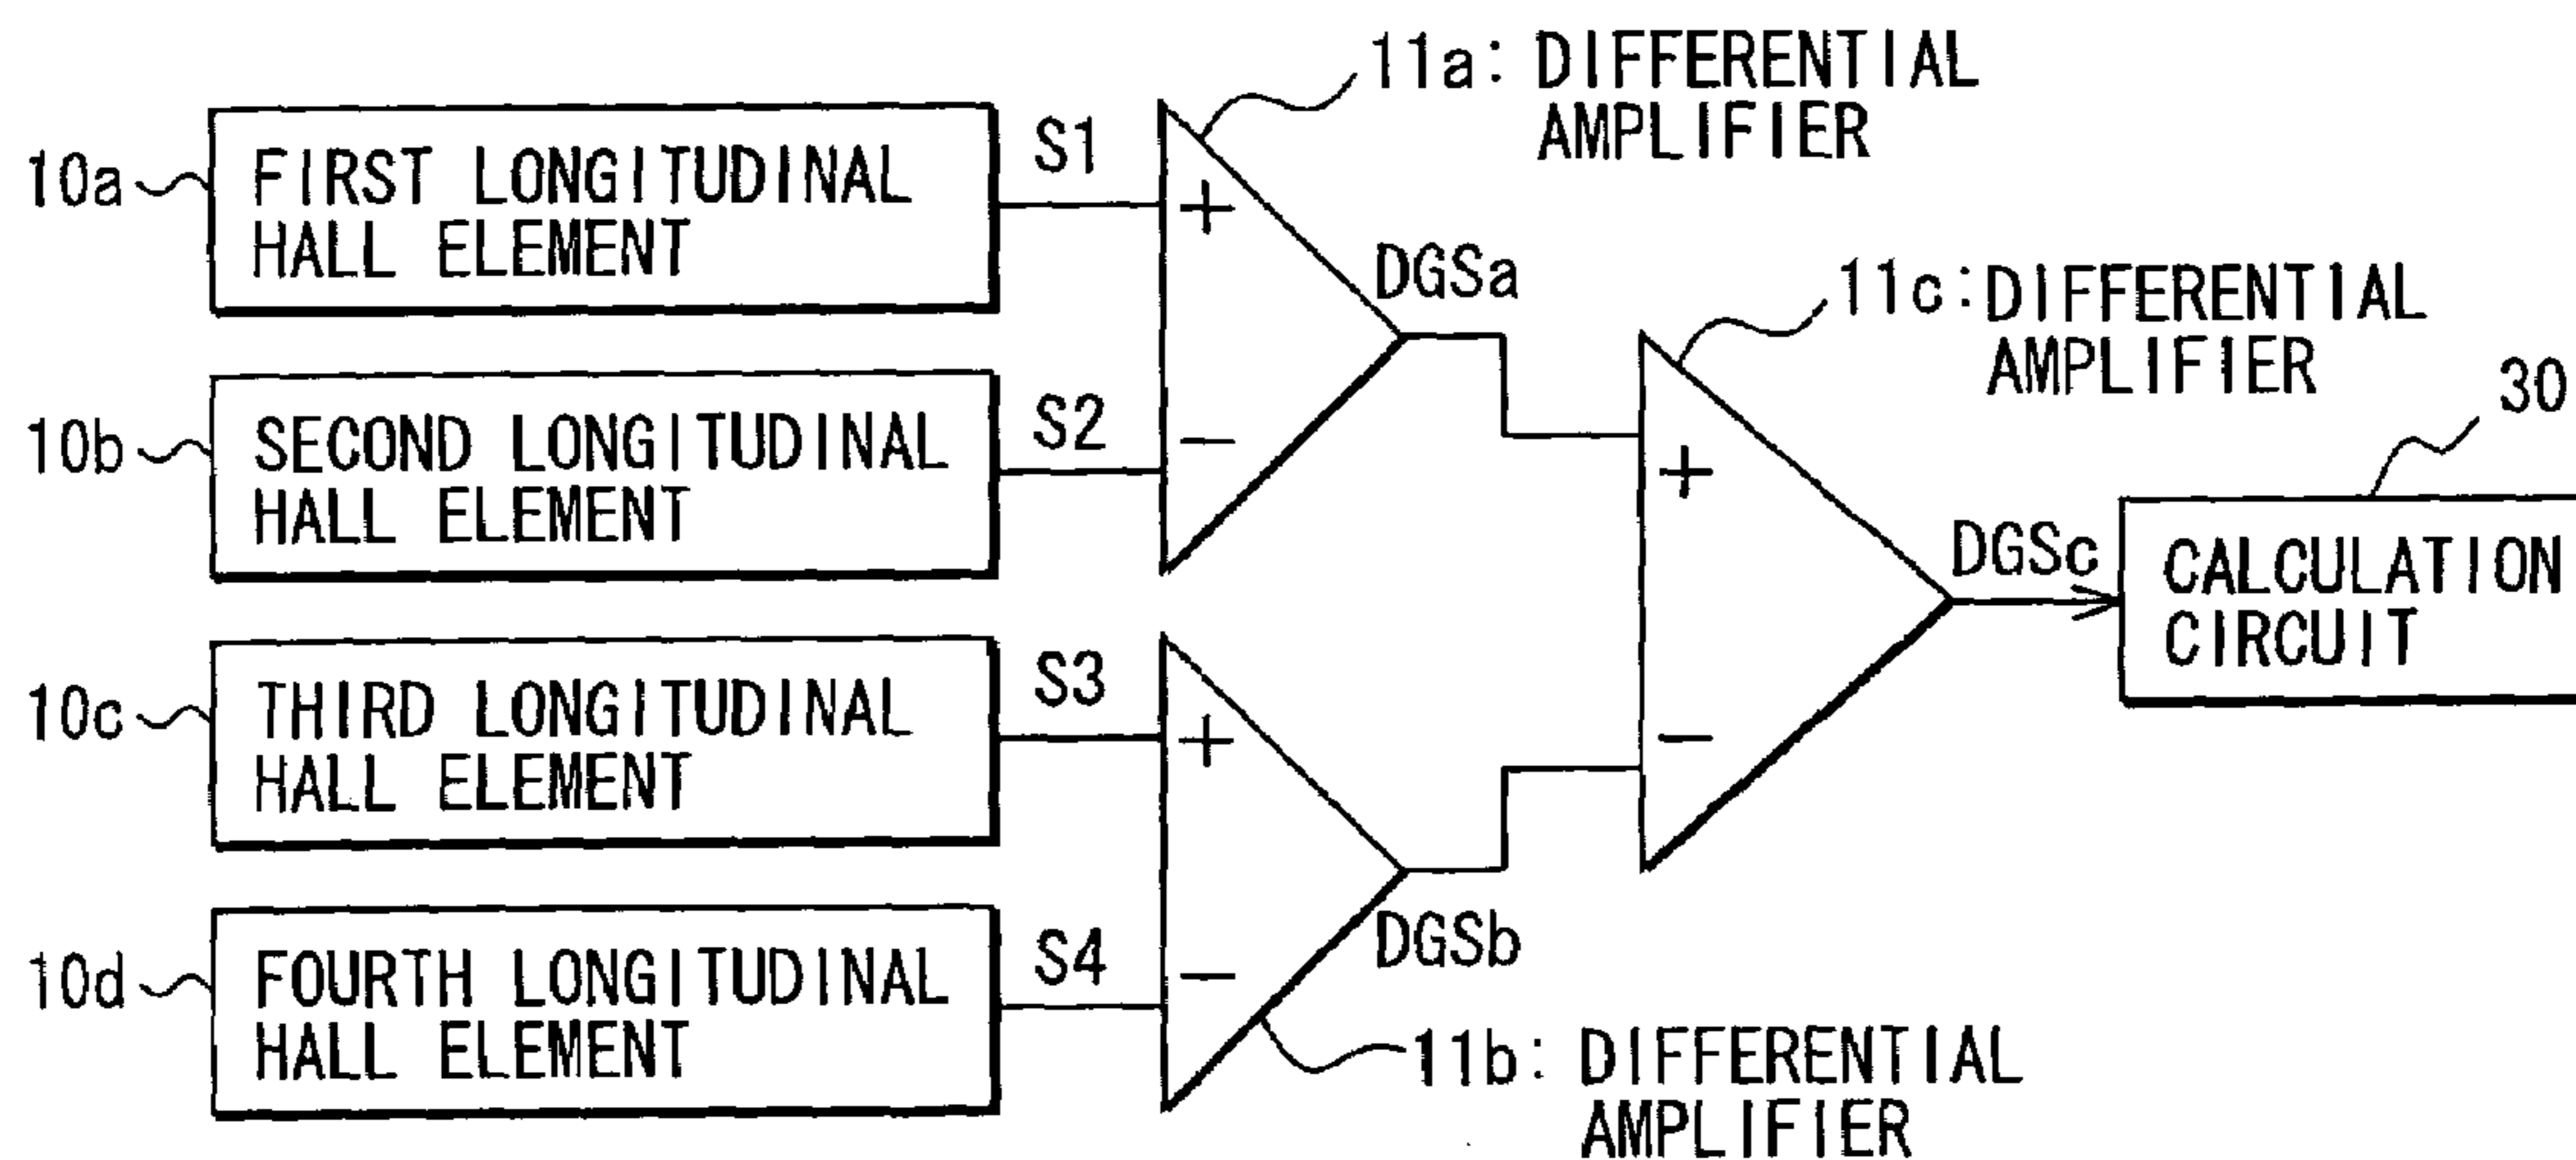 11a: DIFFERENTIAL
AMPLIFIER
10a
FIRST LONGITUDINAL
HALL ELEMENT
S1
+
DGSa
11c: DIFFERENTIAL
AMPLIFIER
10b
SECOND LONGITUDINAL
HALL ELEMENT
S2
−
+
30
DGSc
CALCULATION
CIRCUIT
10c
THIRD LONGITUDINAL
HALL ELEMENT
S3
+
−
10d
FOURTH LONGITUDINAL
HALL ELEMENT
S4
−
DGSb
11b: DIFFERENTIAL
AMPLIFIER